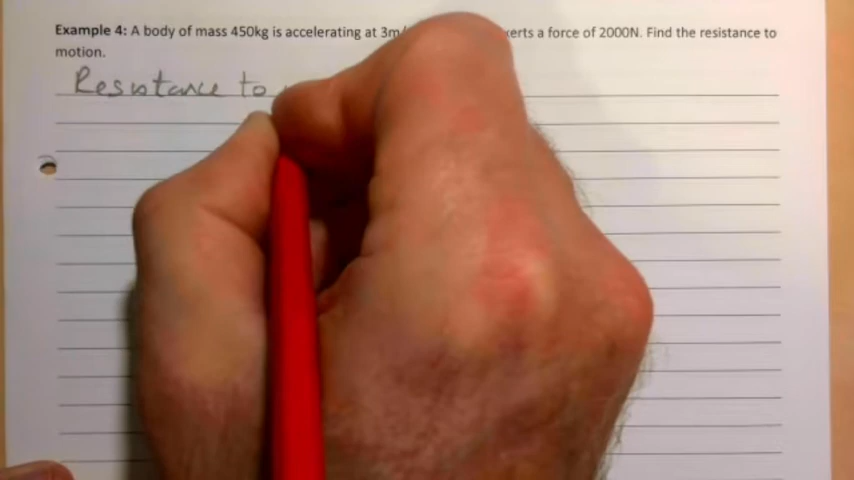 Example 4: A body of mass 450kg is accelerating at 3m/ erts a force of 2000N. Find the resistance to
motion.
Resistance to